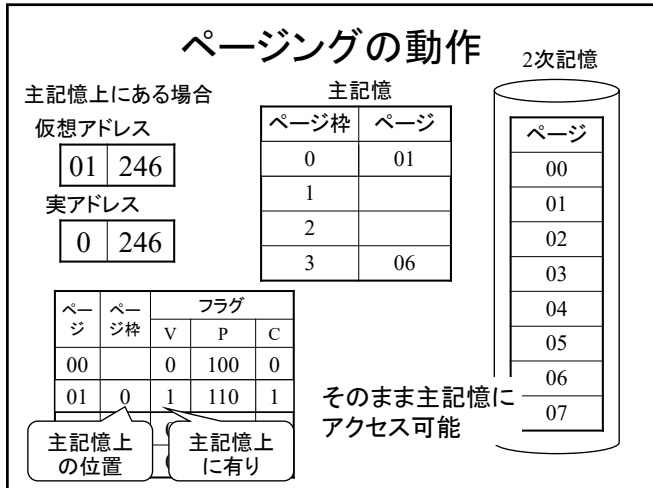 ページングの動作
主記憶上にある場合
仮想アドレス
01 246
実アドレス
0 246
主記憶
ページ枠 ページ
0 01
1
2
3 06
2次記憶
ページ
00
01
02
03
04
05
06
07
ページ ページ枠 フラグ
V P C
00 0 100 0
01 0 1 110 1
主記憶上
の位置
主記憶上
に有り
そのまま主記憶に
アクセス可能